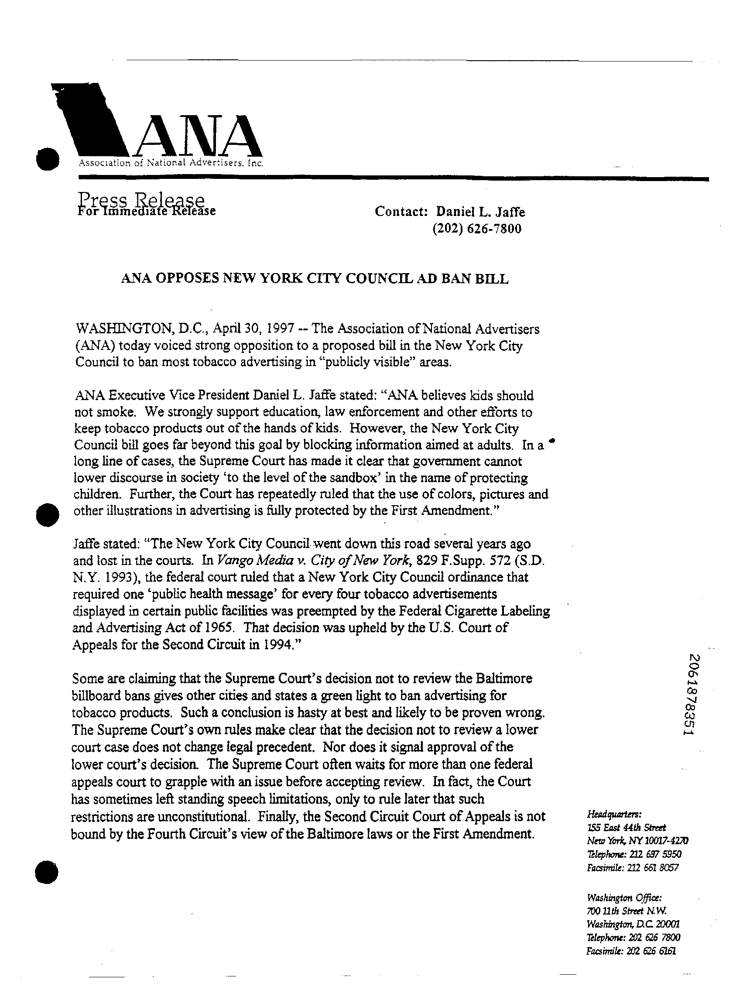 ANA
Association of National Advertisers, Inc.
Press Release
For Immediate Release
Contact: Daniel L. Jaffe
(202) 626-7800
ANA OPPOSES NEW YORK CITY COUNCIL AD BAN BILL
WASHINGTON, D.C., April 30, 1997 -- The Association of National Advertisers
(ANA) today voiced strong opposition to a proposed bill in the New York City
Council to ban most tobacco advertising in "publicly visible" areas.
ANA Executive Vice President Daniel L. Jaffe stated: "ANA believes kids should
not smoke. We strongly support education, law enforcement and other efforts to
keep tobacco products out of the hands of kids. However, the New York City
Council bill goes far beyond this goal by blocking information aimed at adults. In a
long line of cases, the Supreme Court has made it clear that government cannot
lower discourse in society 'to the level of the sandbox' in the name of protecting
children. Further, the Court has repeatedly ruled that the use of colors, pictures and
other illustrations in advertising is fully protected by the First Amendment."
Jaffe stated: "The New York City Council went down this road several years ago
and lost in the courts. In Vango Media v. City of New York, 829 F.Supp. 572 (S.D.
N.Y. 1993), the federal court ruled that a New York City Council ordinance that
required one 'public health message' for every four tobacco advertisements
displayed in certain public facilities was preempted by the Federal Cigarette Labeling
and Advertising Act of 1965. That decision was upheld by the U.S. Court of
Appeals for the Second Circuit in 1994."
Some are claiming that the Supreme Court's decision not to review the Baltimore
billboard bans gives other cities and states a green light to ban advertising for
tobacco products. Such a conclusion is hasty at best and likely to be proven wrong.
The Supreme Court's own rules make clear that the decision not to review a lower
court case does not change legal precedent. Nor does it signal approval of the
lower court's decision. The Supreme Court often waits for more than one federal
appeals court to grapple with an issue before accepting review. In fact, the Court
has sometimes left standing speech limitations, only to rule later that such
restrictions are unconstitutional. Finally, the Second Circuit Court of Appeals is not
bound by the Fourth Circuit's view of the Baltimore laws or the First Amendment.
2061878351
Headquarters:
155 East 44th Street
New York, NY 10017-4270
Telephone: 212 697 5950
Facsimile: 212 661 8057
Washington Office:
700 11th Street N.W.
Washington, D.C. 20001
Telephone: 202 626 7800
Facsimile: 202 626 6161